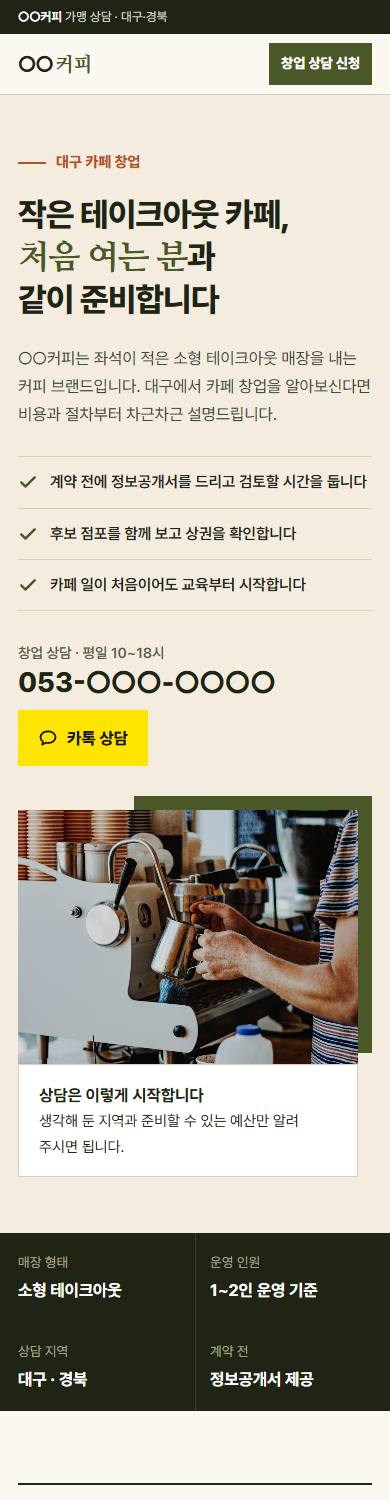 〇〇커피 가맹 상담 · 대구·경북
〇〇커피
창업 상담 신청
대구 카페 창업
작은 테이크아웃 카페,
처음 여는 분과
같이 준비합니다
〇〇커피는 좌석이 적은 소형 테이크아웃 매장을 내는
커피 브랜드입니다. 대구에서 카페 창업을 알아보신다면
비용과 절차부터 차근차근 설명드립니다.
계약 전에 정보공개서를 드리고 검토할 시간을 둡니다
후보 점포를 함께 보고 상권을 확인합니다
카페 일이 처음이어도 교육부터 시작합니다
창업 상담 · 평일 10~18시
053-〇〇〇-〇〇〇〇
카톡 상담
상담은 이렇게 시작합니다
생각해 둔 지역과 준비할 수 있는 예산만 알려
주시면 됩니다.
매장 형태
소형 테이크아웃
운영 인원
1~2인 운영 기준
상담 지역
대구 · 경북
계약 전
정보공개서 제공